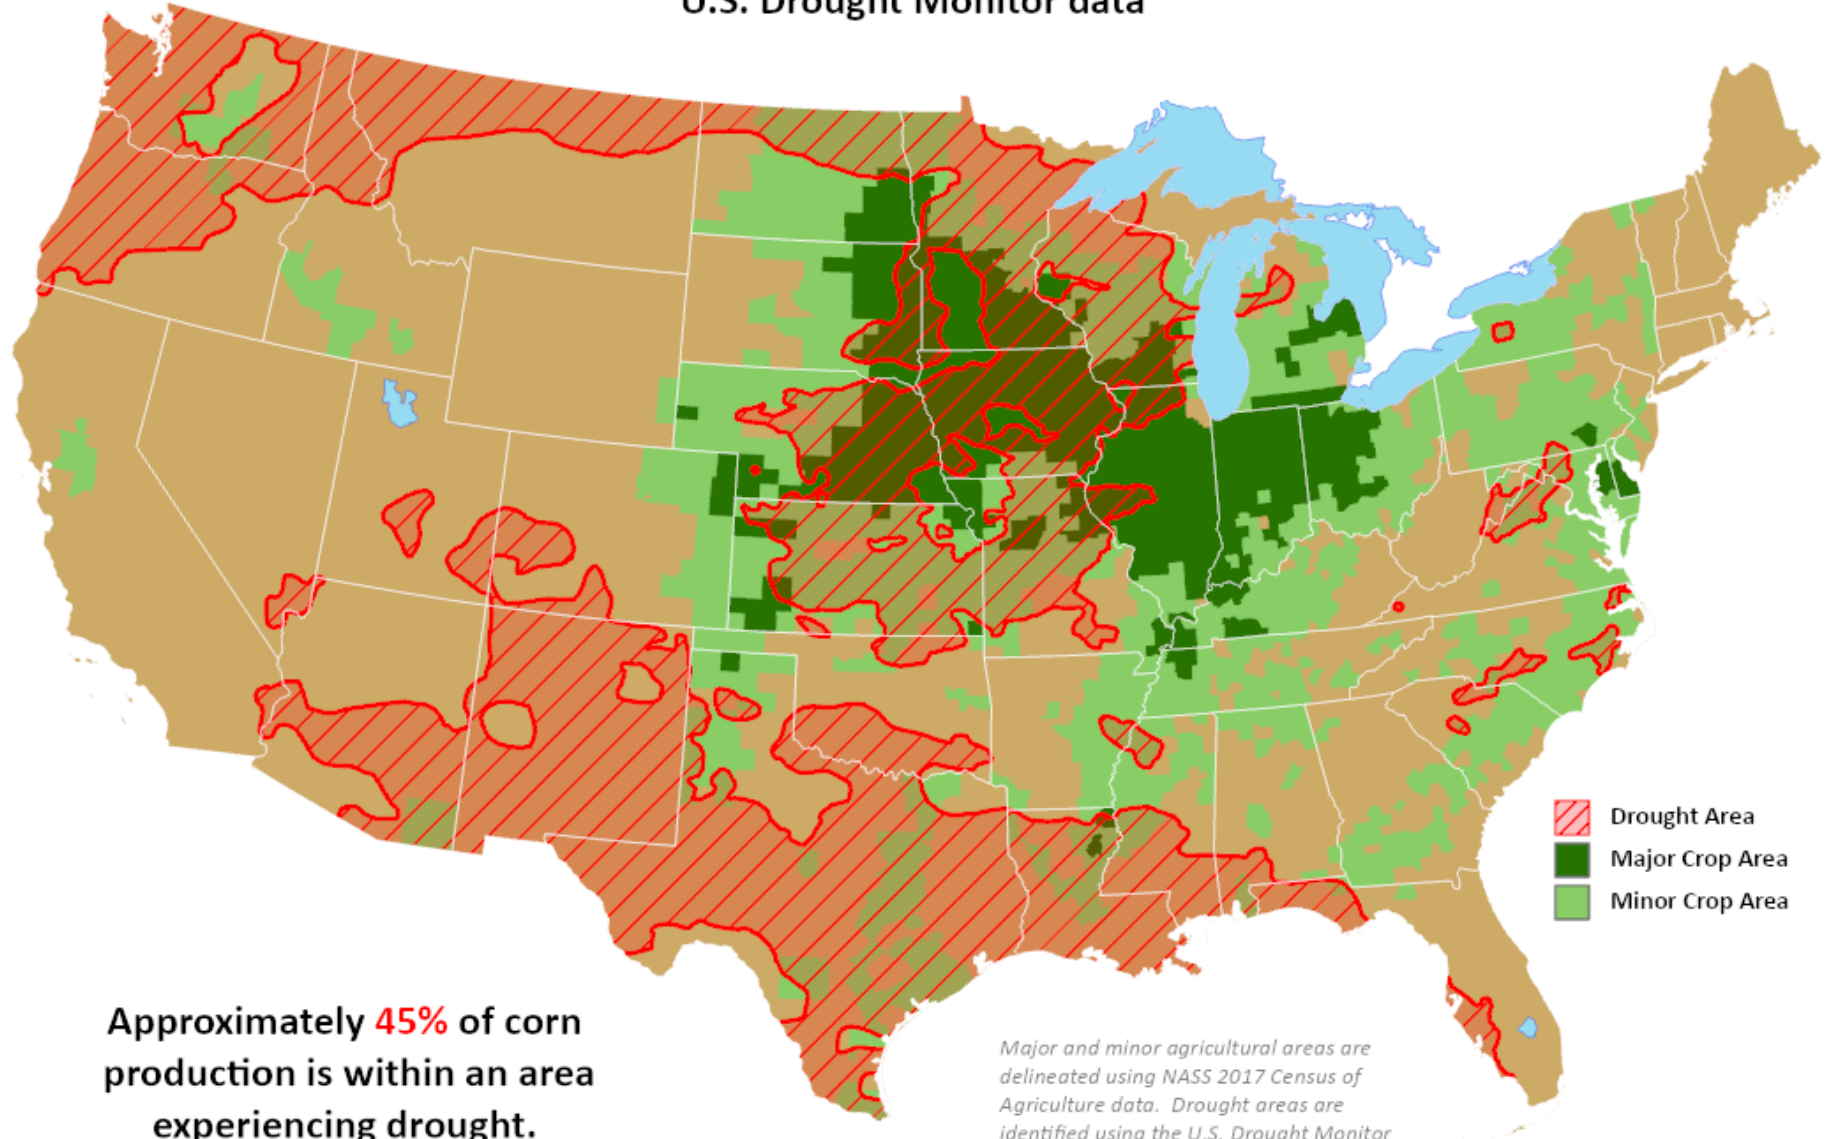 U.S. Drought Monitor data
Drought Area
Major Crop Area
Minor Crop Area
Approximately 45% of corn
production is within an area
experiencing drought.
Major and minor agricultural areas are
delineated using NASS 2017 Census of
Agriculture data. Drought areas are
identified using the U.S. Drought Monitor